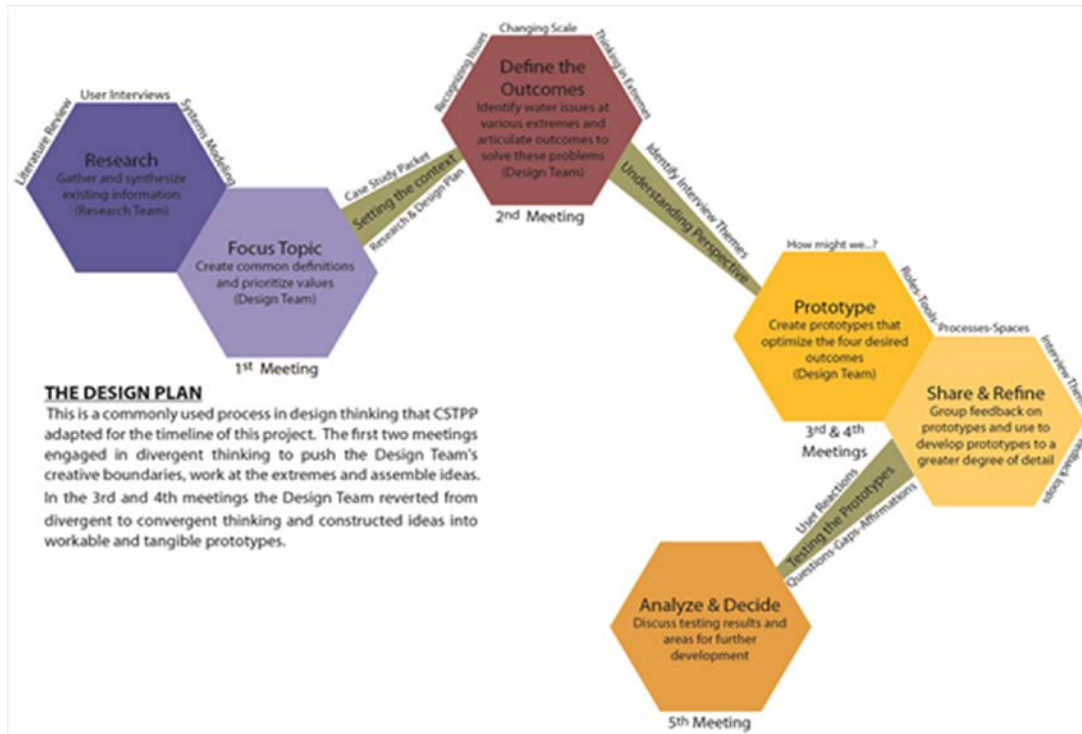 Literature Review
User Interviews
Systems Modeling
Research
Gather and synthesize
existing information
(Research Team)
Focus Topic
Create common definitions
and prioritize values
(Design Team)
1st Meeting
Case Study Packet
Setting the context
Research & Design Plan
Recognizing Issues
Changing Scale
Thinking in Extremes
Define the
Outcomes
Identify water issues at
various extremes and
articulate outcomes to
solve these problems
(Design Team)
2nd Meeting
Identify Interview Themes
Understanding Perspective
How might we...?
Roles-Tools-
Processes-Spaces
Prototype
Create prototypes that
optimize the four desired
outcomes
(Design Team)
3rd & 4th
Meetings
Interview Themes
Feedback loops
Share & Refine
Group feedback on
prototypes and use to
develop prototypes to a
greater degree of detail
User Reactions
Testing the Prototypes
Questions-Gaps-Affirmations
Analyze & Decide
Discuss testing results and
areas for further
development
5th Meeting
THE DESIGN PLAN
This is a commonly used process in design thinking that CSTPP
adapted for the timeline of this project. The first two meetings
engaged in divergent thinking to push the Design Team's
creative boundaries, work at the extremes and assemble ideas.
In the 3rd and 4th meetings the Design Team reverted from
divergent to convergent thinking and constructed ideas into
workable and tangible prototypes.